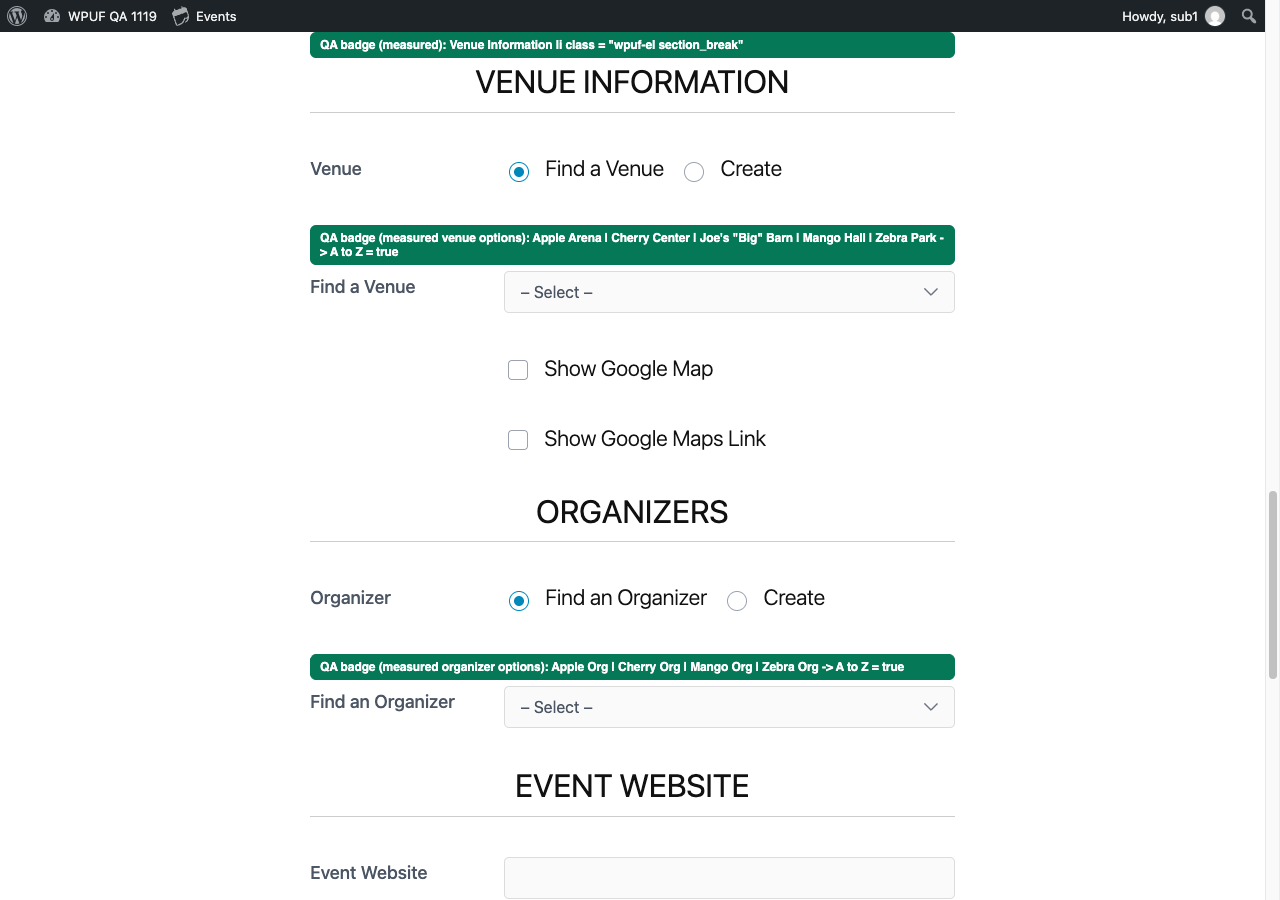 WPUF QA 1119 Events Howdy, sub1
QA badge (measured): Venue Information li class = "wpuf-el section_break"
VENUE INFORMATION
Venue Find a Venue Create
QA badge (measured venue options): Apple Arena | Cherry Center | Joe's "Big" Barn | Mango Hall | Zebra Park -
> A to Z = true
Find a Venue – Select –
Show Google Map
Show Google Maps Link
ORGANIZERS
Organizer Find an Organizer Create
QA badge (measured organizer options): Apple Org | Cherry Org | Mango Org | Zebra Org -> A to Z = true
Find an Organizer – Select –
EVENT WEBSITE
Event Website